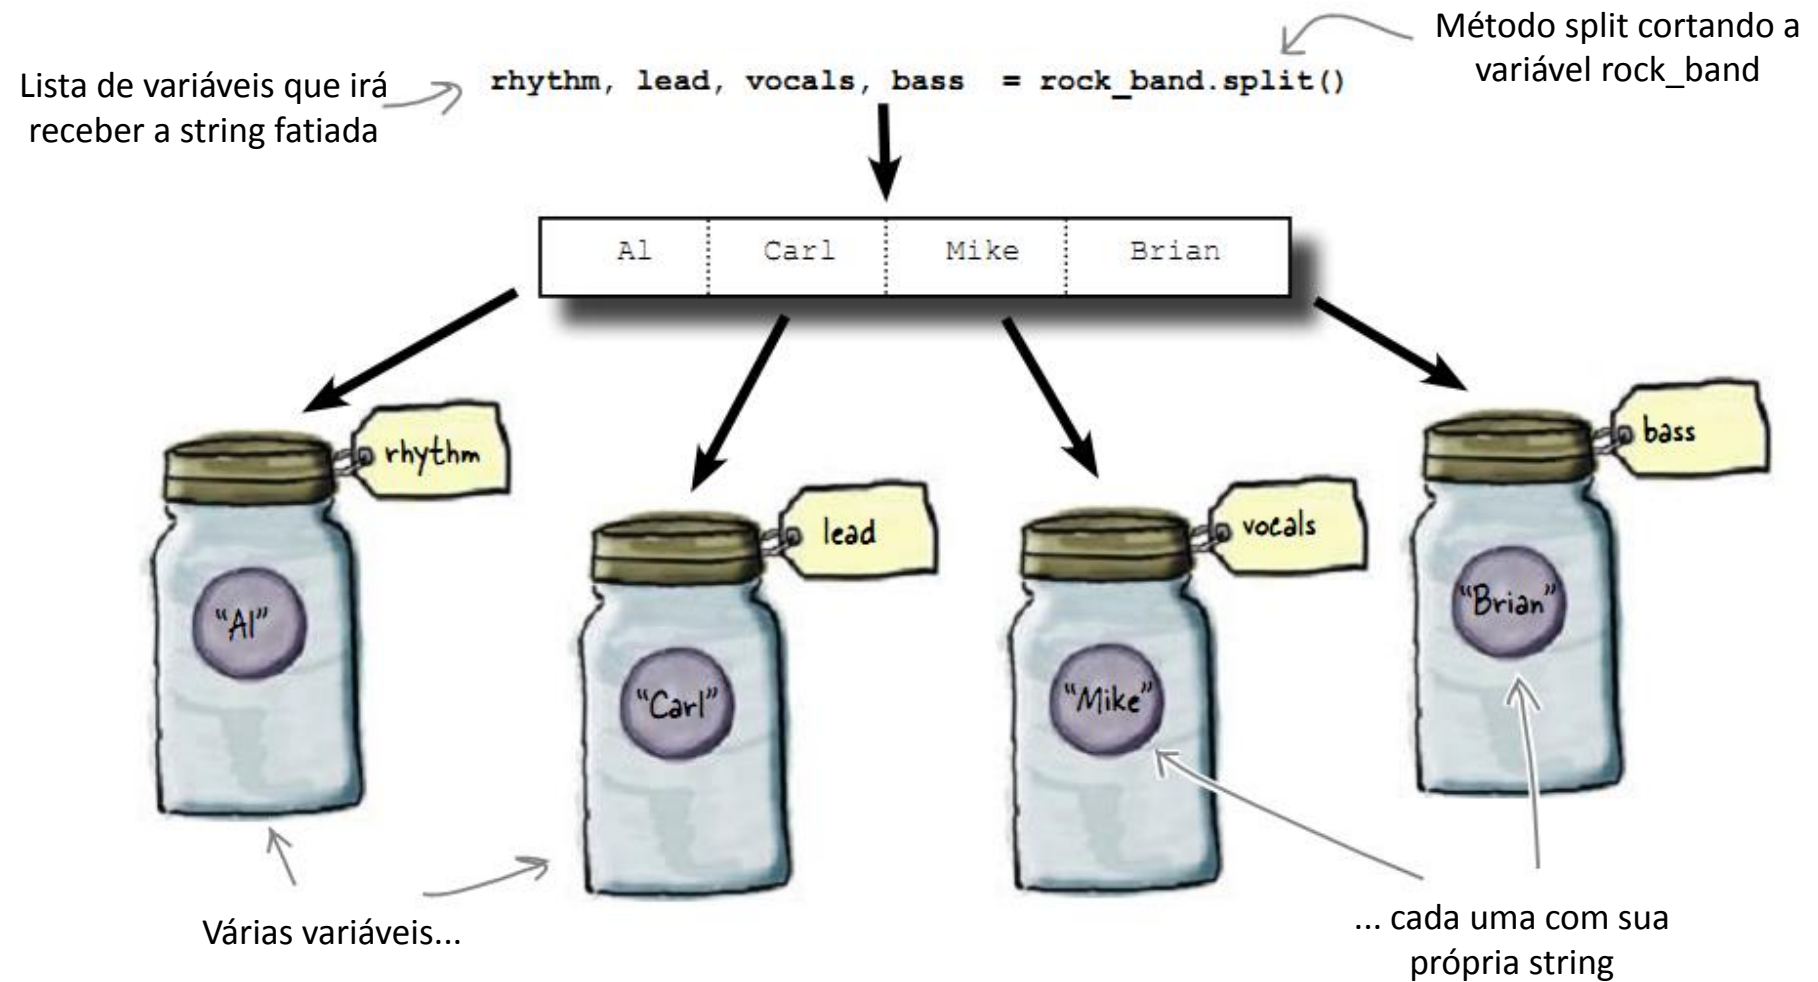 Método split cortando a
variável rock_band
Lista de variáveis que irá
receber a string fatiada
rhythm, lead, vocals, bass = rock_band.split()
Al Carl Mike Brian
rhythm
lead
vocals
bass
"Al"
"Carl"
"Mike"
"Brian"
Várias variáveis...
... cada uma com sua
própria string